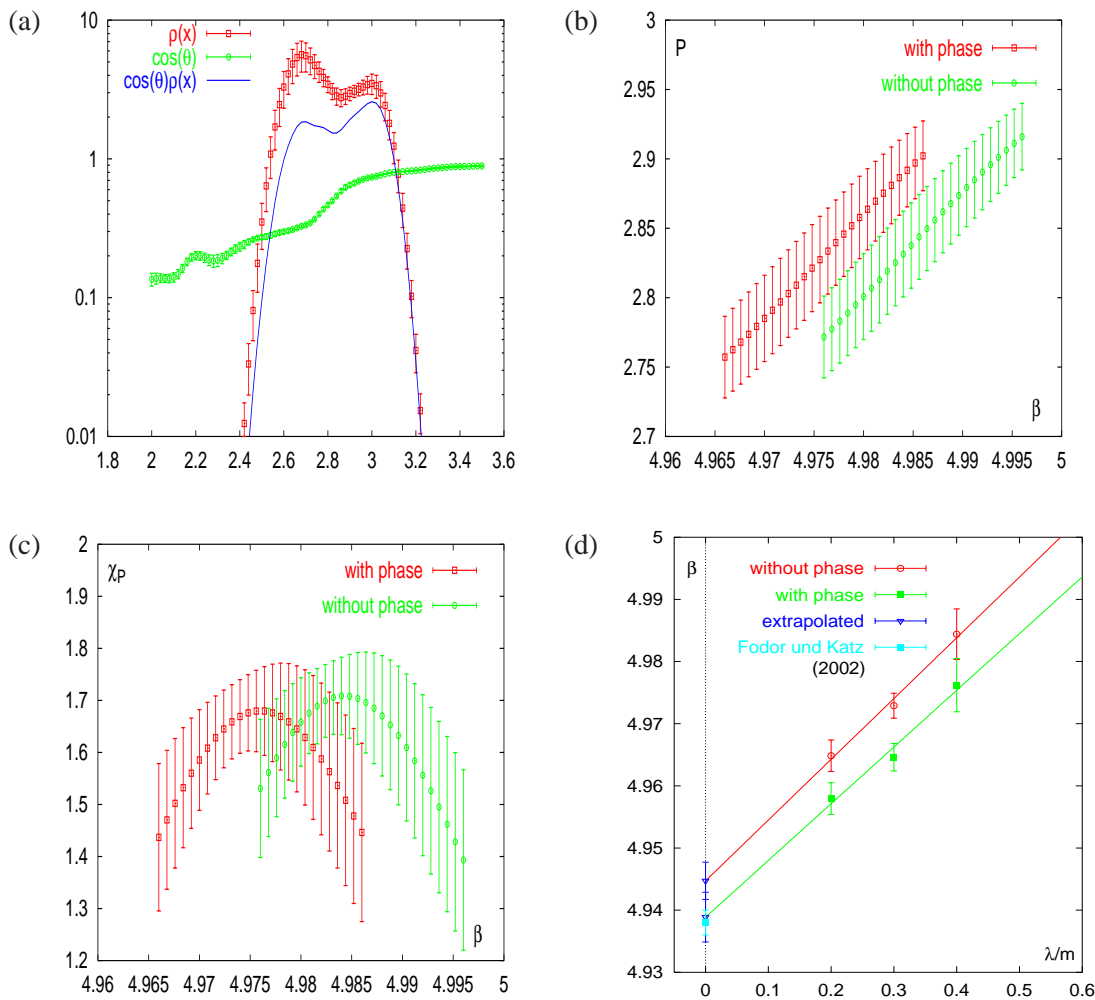 (a)
10
1
0.1
0.01
ρ(x)
cos(θ)
cos(θ)ρ(x)
1.8 2 2.2 2.4 2.6 2.8 3 3.2 3.4 3.6
(b)
P
3
2.95
2.9
2.85
2.8
2.75
2.7
with phase
without phase
β
4.96 4.965 4.97 4.975 4.98 4.985 4.99 4.995 5
(c)
χP
2
1.9
1.8
1.7
1.6
1.5
1.4
1.3
1.2
with phase
without phase
β
4.96 4.965 4.97 4.975 4.98 4.985 4.99 4.995 5
(d)
β
5
4.99
4.98
4.97
4.96
4.95
4.94
4.93
without phase
with phase
extrapolated
Fodor und Katz
(2002)
λ/m
0 0.1 0.2 0.3 0.4 0.5 0.6